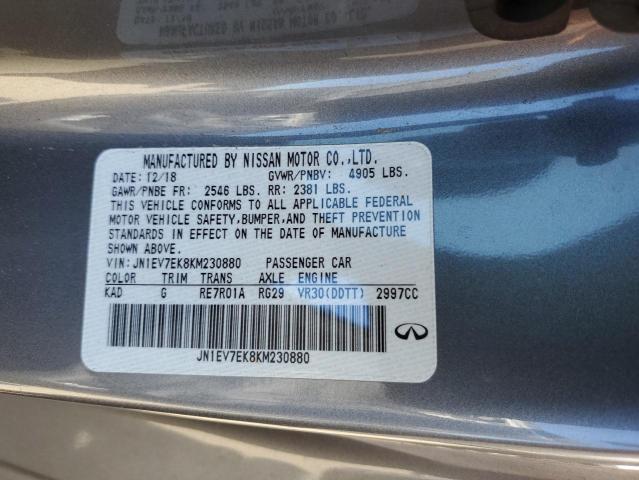 MANUFACTURED BY NISSAN MOTOR CO.,LTD.
DATE: 12/18 GVWR/PNBV: 4905 LBS.
GAWR/PNBE FR: 2546 LBS. RR: 2381 LBS.
THIS VEHICLE CONFORMS TO ALL APPLICABLE FEDERAL
MOTOR VEHICLE SAFETY,BUMPER,AND THEFT PREVENTION
STANDARDS IN EFFECT ON THE DATE OF MANUFACTURE
SHOWN ABOVE.
VIN: JN1EV7EK8KM230880 PASSENGER CAR
COLOR TRIM TRANS AXLE ENGINE
KAD G RE7R01A RG29 VR30(DDTT) 2997CC
JN1EV7EK8KM230880